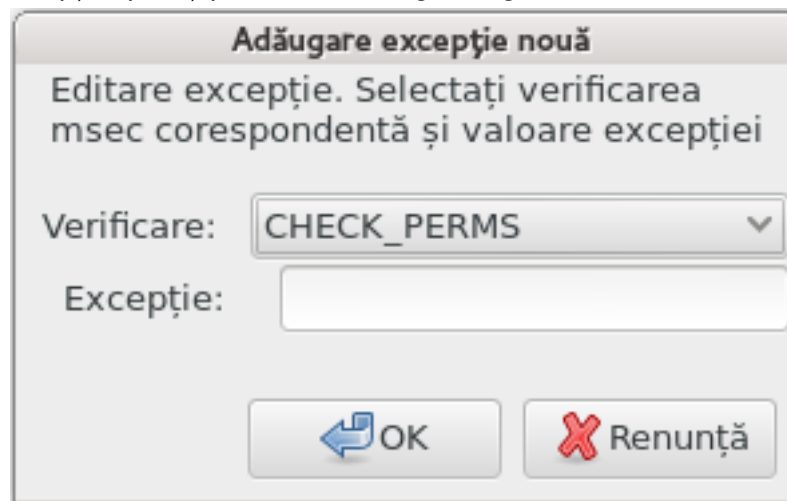 Adăugare excepţie nouă
Editare excepție. Selectați verificarea
msec corespondentă și valoare excepției
Verificare: CHECK_PERMS
Excepție:
OK Renunță